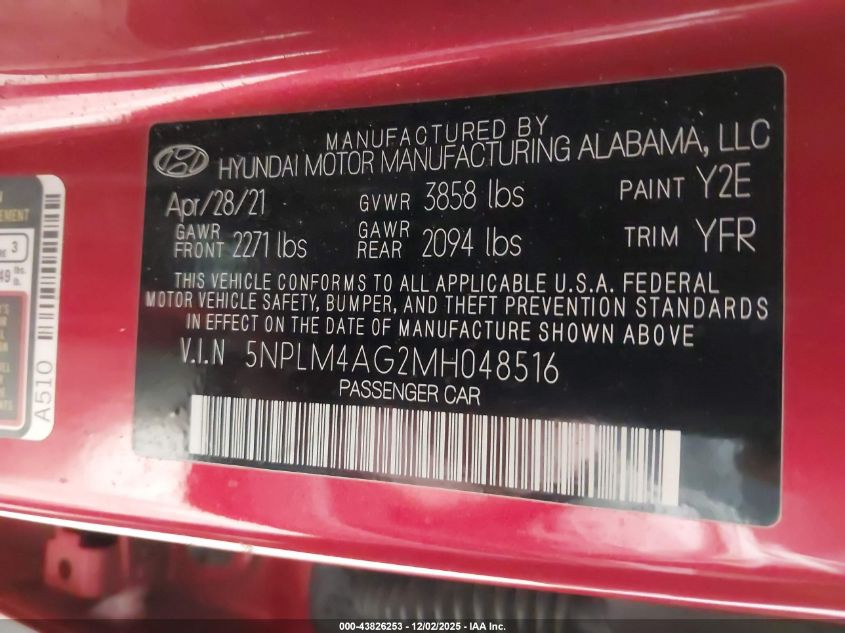 MANUFACTURED BY
HYUNDAI MOTOR MANUFACTURING ALABAMA, LLC
Apr/28/21 GVWR 3858 lbs PAINT Y2E
GAWR FRONT 2271 lbs GAWR REAR 2094 lbs TRIM YFR
THIS VEHICLE CONFORMS TO ALL APPLICABLE U.S.A. FEDERAL
MOTOR VEHICLE SAFETY, BUMPER, AND THEFT PREVENTION STANDARDS
IN EFFECT ON THE DATE OF MANUFACTURE SHOWN ABOVE
V.I.N 5NPLM4AG2MH048516
PASSENGER CAR
3
lbs.
A510
000-43826253 - 12/02/2025 - IAA Inc.